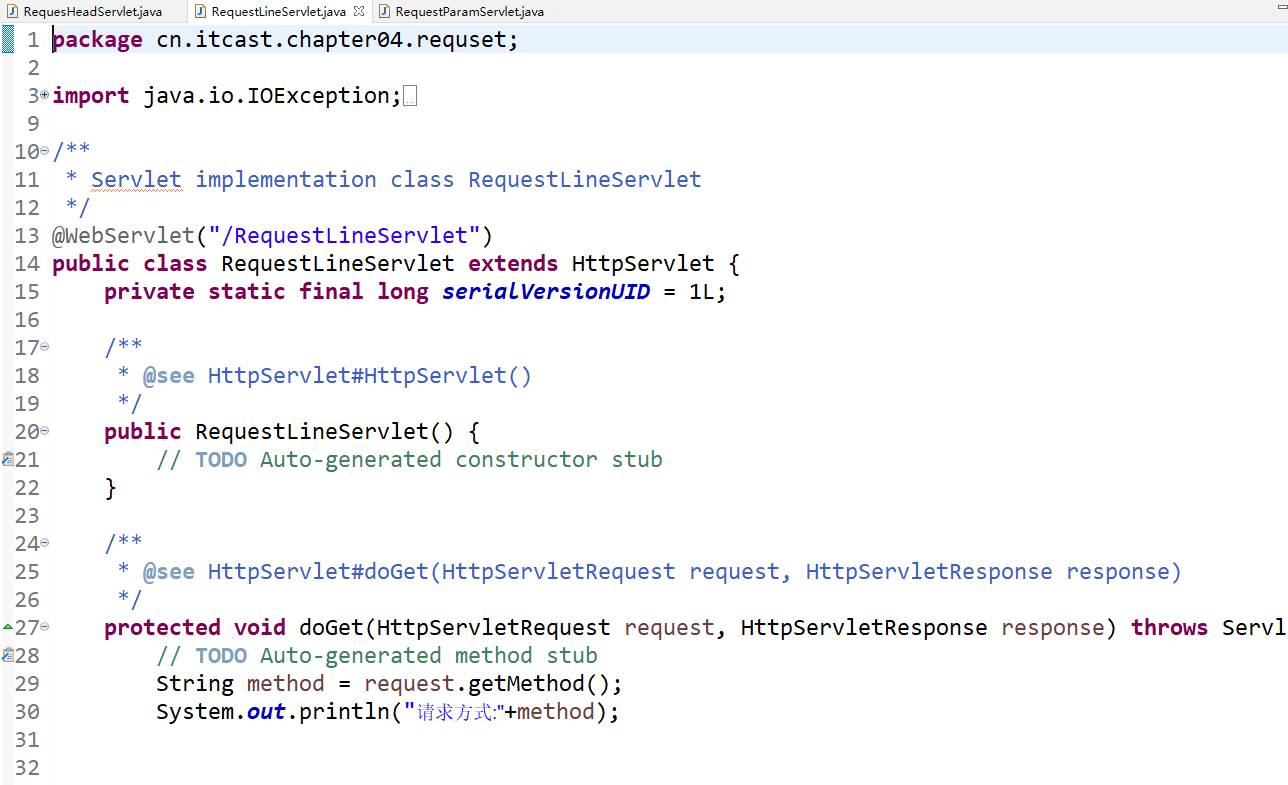 RequesHeadServlet.java RequestLineServlet.java RequestParamServlet.java
1 package cn.itcast.chapter04.requset;
2
3 import java.io.IOException;
9
10 /**
11 * Servlet implementation class RequestLineServlet
12 */
13 @WebServlet("/RequestLineServlet")
14 public class RequestLineServlet extends HttpServlet {
15 private static final long serialVersionUID = 1L;
16
17 /**
18 * @see HttpServlet#HttpServlet()
19 */
20 public RequestLineServlet() {
21 // TODO Auto-generated constructor stub
22 }
23
24 /**
25 * @see HttpServlet#doGet(HttpServletRequest request, HttpServletResponse response)
26 */
27 protected void doGet(HttpServletRequest request, HttpServletResponse response) throws Servl
28 // TODO Auto-generated method stub
29 String method = request.getMethod();
30 System.out.println("请求方式:"+method);
31
32